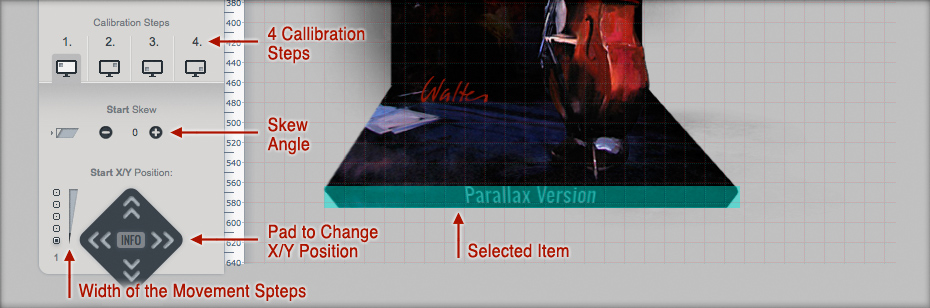 Calibration Steps
1. 2. 3. 4.
4 Callibration
Steps
Start Skew
0
Skew
Angle
Start X/Y Position:
INFO
1
Pad to Change
X/Y Position
Width of the Movement Spteps
380
400
420
440
460
480
500
520
540
560
580
600
620
640
Walter
Parallax Version
Selected Item